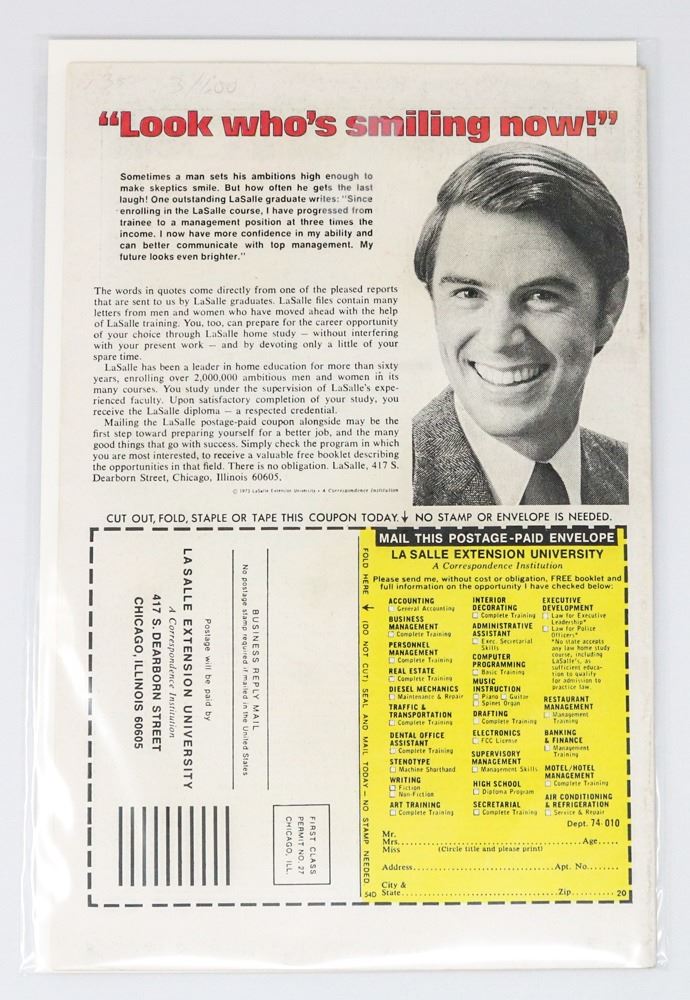 3/1.00
“Look who’s smiling now!”
Sometimes a man sets his ambitions high enough to
make skeptics smile. But how often he gets the last
laugh! One outstanding LaSalle graduate writes: "Since
enrolling in the LaSalle course, I have progressed from
trainee to a management position at three times the
income. I now have more confidence in my ability and
can better communicate with top management. My
future looks even brighter."
The words in quotes come directly from one of the pleased reports
that are sent to us by LaSalle graduates. LaSalle files contain many
letters from men and women who have moved ahead with the help
of LaSalle training. You, too, can prepare for the career opportunity
of your choice through LaSalle home study — without interfering
with your present work — and by devoting only a little of your
spare time.
LaSalle has been a leader in home education for more than sixty
years, enrolling over 2,000,000 ambitious men and women in its
many courses. You study under the supervision of LaSalle's expe-
rienced faculty. Upon satisfactory completion of your study, you
receive the LaSalle diploma — a respected credential.
Mailing the LaSalle postage-paid coupon alongside may be the
first step toward preparing yourself for a better job, and the many
good things that go with success. Simply check the program in which
you are most interested, to receive a valuable free booklet describing
the opportunities in that field. There is no obligation. LaSalle, 417 S.
Dearborn Street, Chicago, Illinois 60605.
© 1973 LaSalle Extension University • A Correspondence Institution
CUT OUT, FOLD, STAPLE OR TAPE THIS COUPON TODAY. NO STAMP OR ENVELOPE IS NEEDED.
BUSINESS REPLY MAIL
No postage stamp required if mailed in the United States
Postage will be paid by
LA SALLE EXTENSION UNIVERSITY
A Correspondence Institution
417 S. DEARBORN STREET
CHICAGO, ILLINOIS 60605
FIRST CLASS
PERMIT NO. 27
CHICAGO, ILL.
FOLD HERE (DO NOT CUT) SEAL AND MAIL TODAY — NO STAMP NEEDED
MAIL THIS POSTAGE-PAID ENVELOPE
LA SALLE EXTENSION UNIVERSITY
A Correspondence Institution
Please send me, without cost or obligation, FREE booklet and
full information on the opportunity I have checked below:
ACCOUNTING
General Accounting
BUSINESS
MANAGEMENT
Complete Training
PERSONNEL
MANAGEMENT
Complete Training
REAL ESTATE
Complete Training
DIESEL MECHANICS
Maintenance & Repair
TRAFFIC &
TRANSPORTATION
Complete Training
DENTAL OFFICE
ASSISTANT
Complete Training
STENOTYPE
Machine Shorthand
WRITING
Fiction
Non-Fiction
ART TRAINING
Complete Training
INTERIOR
DECORATING
Complete Training
ADMINISTRATIVE
ASSISTANT
Exec. Secretarial
Skills
COMPUTER
PROGRAMMING
Basic Training
MUSIC
INSTRUCTION
Piano Guitar
Spinet Organ
DRAFTING
Complete Training
ELECTRONICS
FCC License
SUPERVISORY
MANAGEMENT
Management Skills
HIGH SCHOOL
Diploma Program
SECRETARIAL
Complete Training
EXECUTIVE
DEVELOPMENT
Law for Executive
Leadership*
Law for Police
Officers*
*No state accepts
any law home study
course, including
LaSalle's, as
sufficient educa-
tion to qualify
for admission to
practice law.
RESTAURANT
MANAGEMENT
Management
Training
BANKING
& FINANCE
Management
Training
MOTEL/HOTEL
MANAGEMENT
Complete Training
AIR CONDITIONING
& REFRIGERATION
Service & Repair
Dept. 74-010
Mr.
Mrs. Age
Miss (Circle title and please print)
Address Apt. No.
City &
State Zip
54D 20